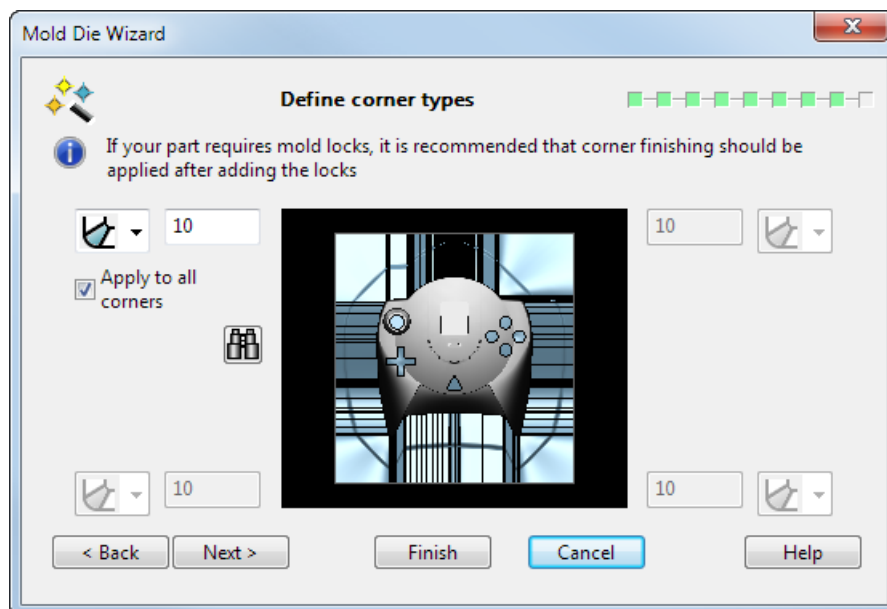 Mold Die Wizard
Define corner types
If your part requires mold locks, it is recommended that corner finishing should be
applied after adding the locks
10
10
Apply to all
corners
10
10
< Back
Next >
Finish
Cancel
Help